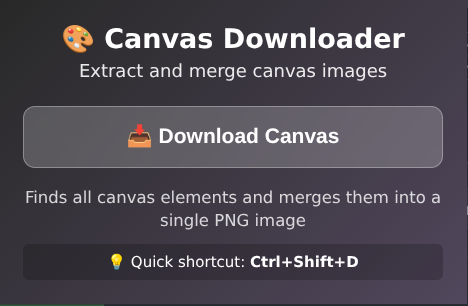 🎨 Canvas Downloader
Extract and merge canvas images
📥 Download Canvas
Finds all canvas elements and merges them into a
single PNG image
💡 Quick shortcut: Ctrl+Shift+D